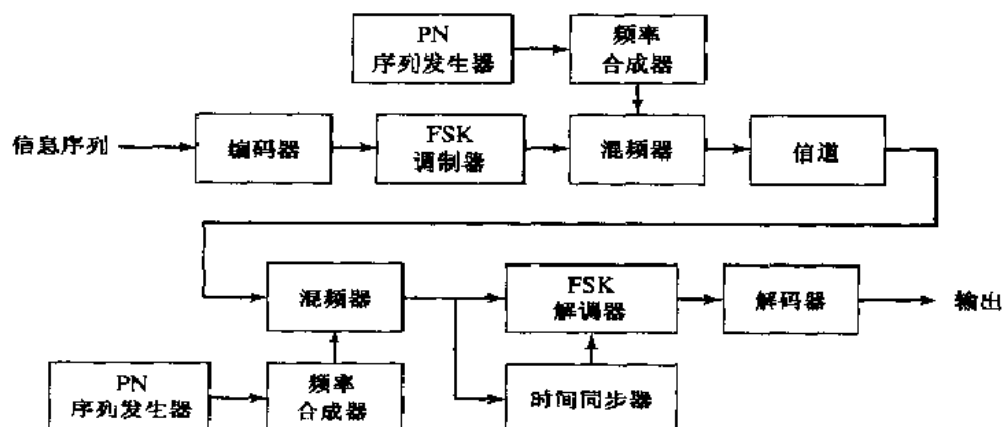 PN
序列发生器
频率
合成器
信息序列
编码器
FSK
调制器
混频器
信道
混频器
FSK
解调器
解码器
输出
PN
序列发生器
频率
合成器
时间同步器